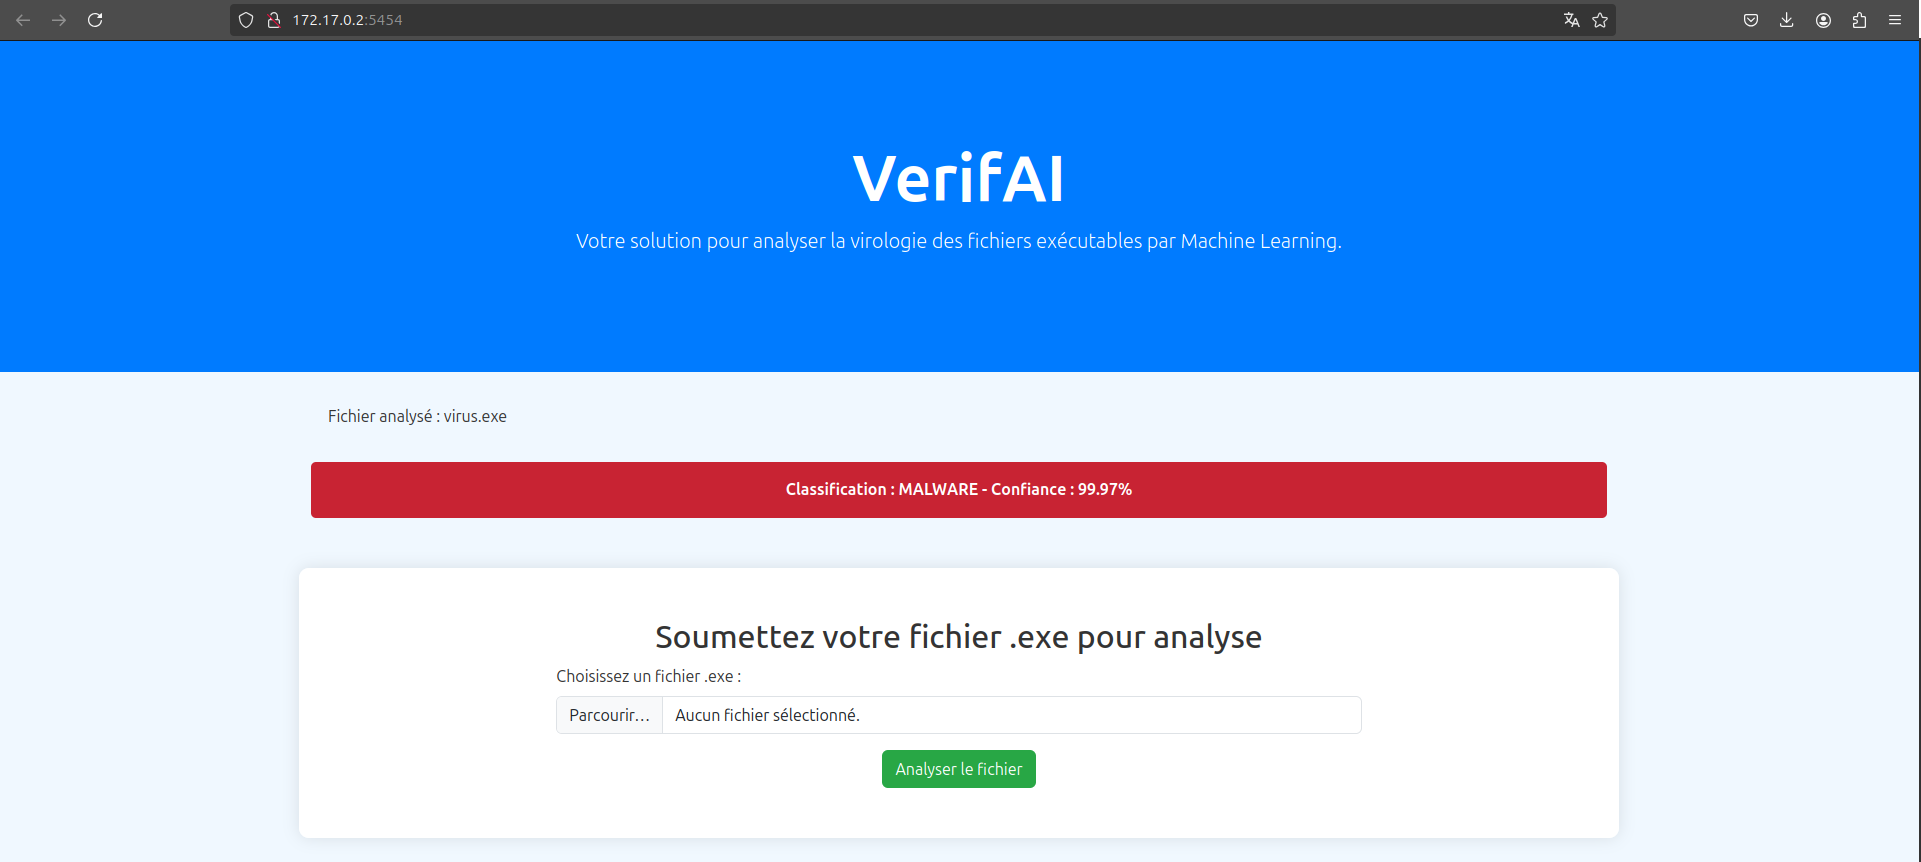 172.17.0.2:5454
VerifAI
Votre solution pour analyser la virologie des fichiers exécutables par Machine Learning.
Fichier analysé : virus.exe
Classification : MALWARE - Confiance : 99.97%
Soumettez votre fichier .exe pour analyse
Choisissez un fichier .exe :
Parcourir... Aucun fichier sélectionné.
Analyser le fichier